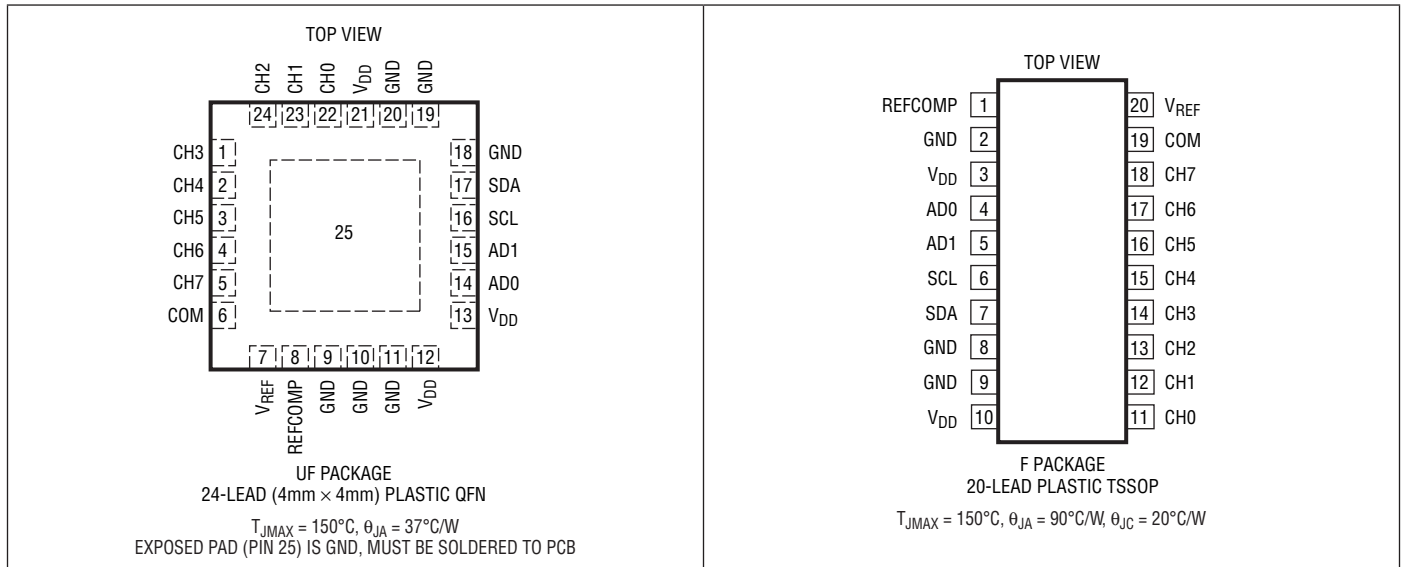 TOP VIEW
CH2 CH1 CH0 VDD GND GND
24 23 22 21 20 19
CH3 1
CH4 2
CH5 3
CH6 4
CH7 5
COM 6
25
18 GND
17 SDA
16 SCL
15 AD1
14 AD0
13 VDD
7 8 9 10 11 12
VREF REFCOMP GND GND GND VDD
UF PACKAGE
24-LEAD (4mm × 4mm) PLASTIC QFN
TJMAX = 150°C, θJA = 37°C/W
EXPOSED PAD (PIN 25) IS GND, MUST BE SOLDERED TO PCB
TOP VIEW
REFCOMP 1
GND 2
VDD 3
AD0 4
AD1 5
SCL 6
SDA 7
GND 8
GND 9
VDD 10
20 VREF
19 COM
18 CH7
17 CH6
16 CH5
15 CH4
14 CH3
13 CH2
12 CH1
11 CH0
F PACKAGE
20-LEAD PLASTIC TSSOP
TJMAX = 150°C, θJA = 90°C/W, θJC = 20°C/W